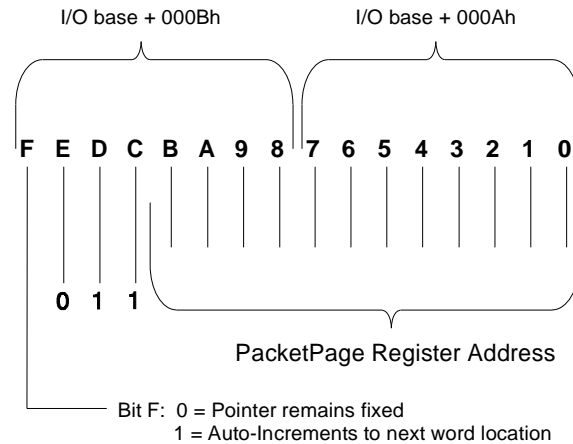 I/O base + 000Bh I/O base + 000Ah
F E D C B A 9 8 7 6 5 4 3 2 1 0
0 1 1
PacketPage Register Address
Bit F: 0 = Pointer remains fixed
1 = Auto-Increments to next word location